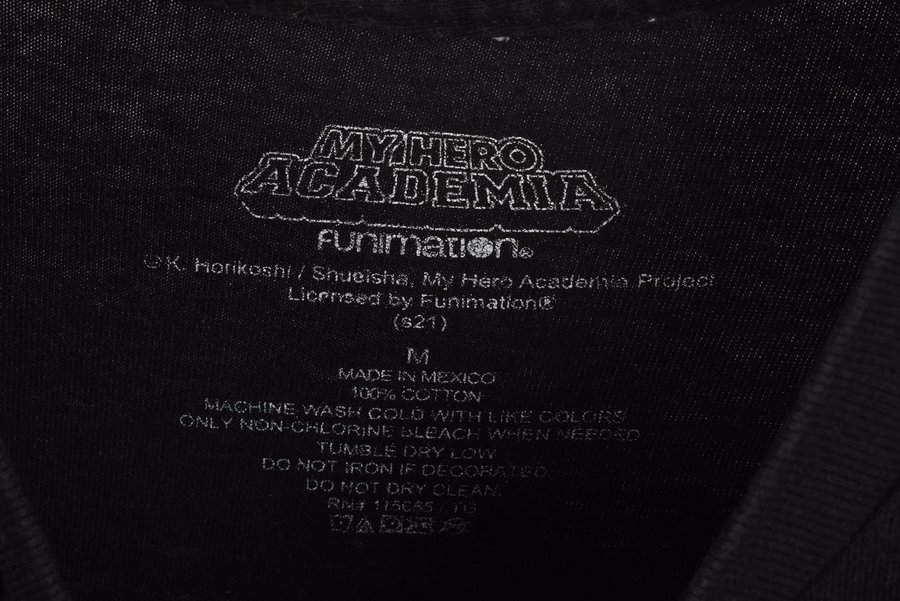 MY HERO
ACADEMIA
FUNIMATION®
©K. Horikoshi / Shueisha, My Hero Academia Project
Licensed by Funimation®
(s21)
M
MADE IN MEXICO
100% COTTON
MACHINE WASH COLD WITH LIKE COLORS
ONLY NON-CHLORINE BLEACH WHEN NEEDED
TUMBLE DRY LOW
DO NOT IRON IF DECORATED
DO NOT DRY CLEAN
RN#